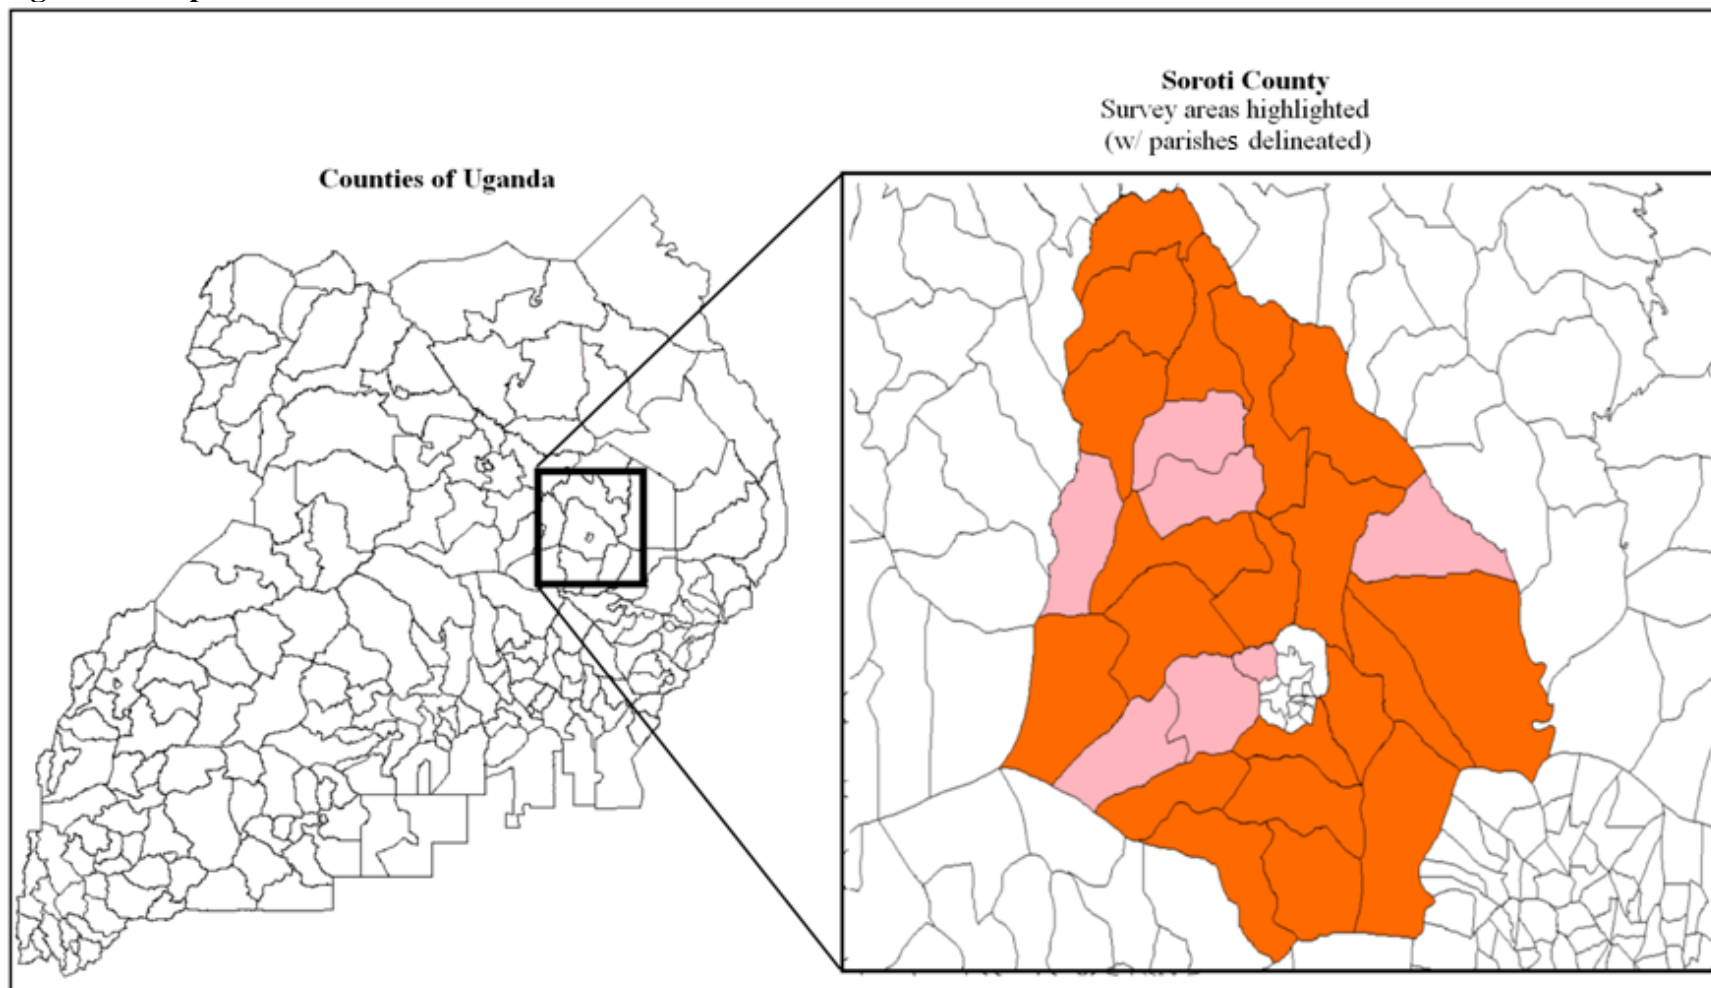 Soroti County
Survey areas highlighted
(w/ parishes delineated)
Counties of Uganda